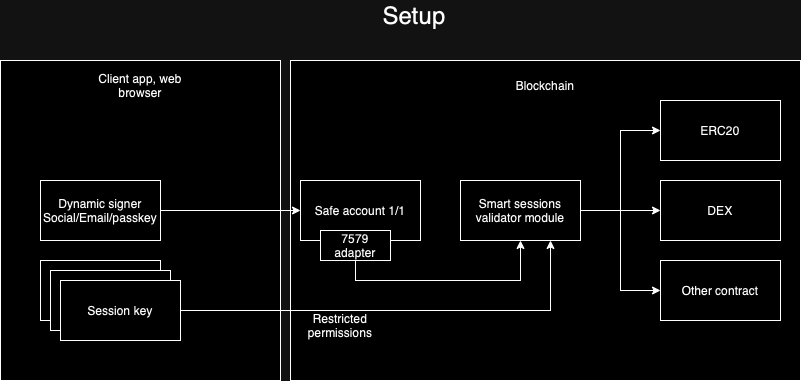 Setup
Client app, web
browser
Blockchain
ERC20
Dynamic signer
Social/Email/passkey
Safe account 1/1
7579
adapter
Smart sessions
validator module
DEX
Session key
Restricted
permissions
Other contract